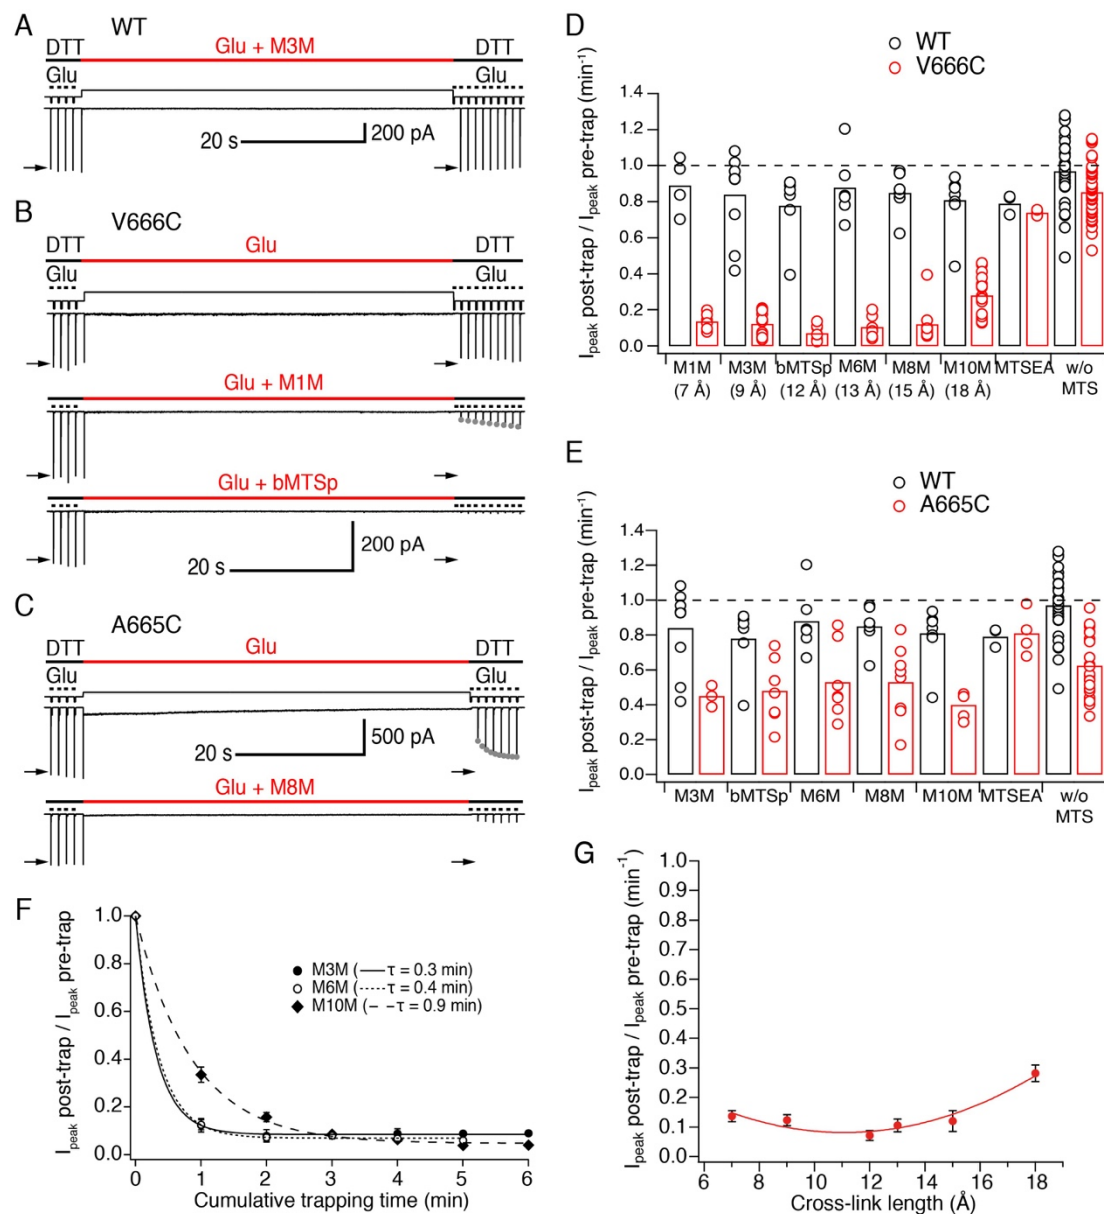 A
WT
DTT
Glu + M3M
DTT
Glu
Glu
20 s
200 pA
B
V666C
DTT
Glu
DTT
Glu
Glu
Glu + M1M
Glu + bMTSp
20 s
200 pA
C
A665C
DTT
Glu
DTT
Glu
Glu
20 s
500 pA
Glu + M8M
D
WT
V666C
I peak post-trap / I peak pre-trap (min⁻¹)
1.4
1.2
1.0
0.8
0.6
0.4
0.2
0.0
M1M M3M bMTSp M6M M8M M10M MTSEA w/o
(7 Å) (9 Å) (12 Å) (13 Å) (15 Å) (18 Å) MTS
E
WT
A665C
I peak post-trap / I peak pre-trap (min⁻¹)
1.4
1.2
1.0
0.8
0.6
0.4
0.2
0.0
M3M bMTSp M6M M8M M10M MTSEA w/o
MTS
F
I peak post-trap / I peak pre-trap
1.0
0.8
0.6
0.4
0.2
0.0
M3M (— τ = 0.3 min)
M6M (····· τ = 0.4 min)
M10M (– – τ = 0.9 min)
0 1 2 3 4 5 6
Cumulative trapping time (min)
G
I peak post-trap / I peak pre-trap (min⁻¹)
1.0
0.9
0.8
0.7
0.6
0.5
0.4
0.3
0.2
0.1
0.0
6 8 10 12 14 16 18
Cross-link length (Å)